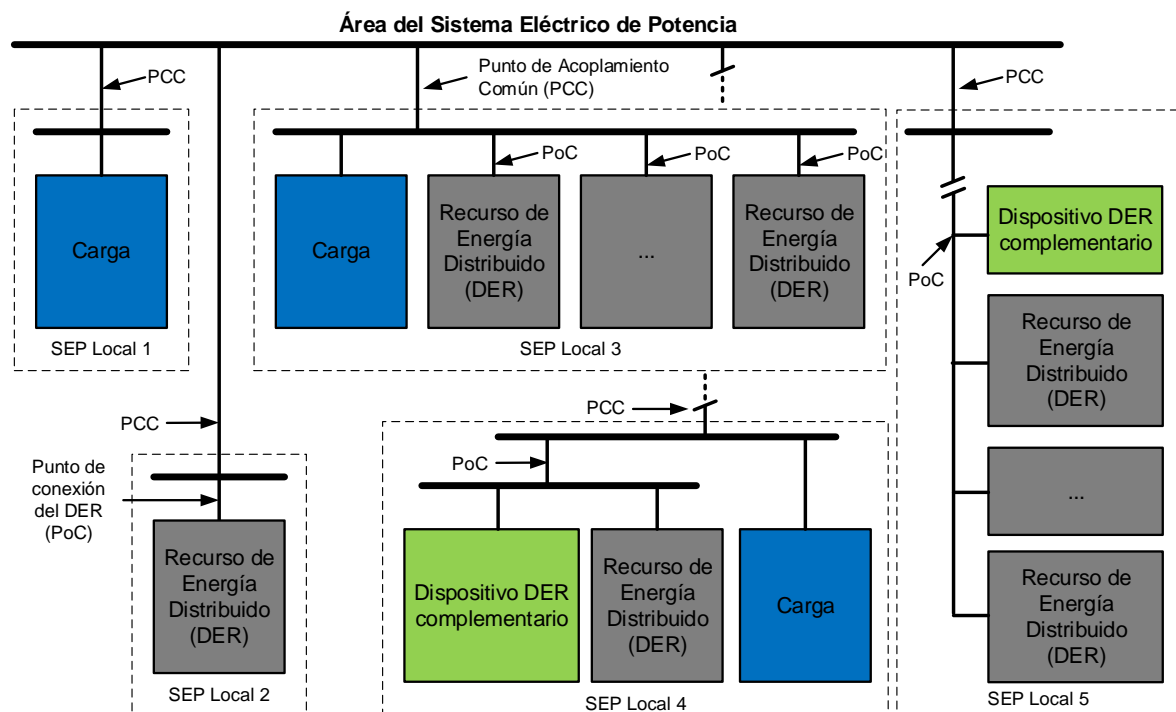 Área del Sistema Eléctrico de Potencia
PCC
Punto de Acoplamiento
Común (PCC)
PCC
Carga
SEP Local 1
PoC
PoC
PoC
Carga
Recurso de
Energía
Distribuido
(DER)
...
Recurso de
Energía
Distribuido
(DER)
SEP Local 3
PoC
Dispositivo DER
complementario
Recurso de
Energía
Distribuido
(DER)
...
Recurso de
Energía
Distribuido
(DER)
SEP Local 5
PCC
Punto de
conexión
del DER
(PoC)
Recurso de
Energía
Distribuido
(DER)
SEP Local 2
PCC
PoC
Dispositivo DER
complementario
Recurso de
Energía
Distribuido
(DER)
Carga
SEP Local 4